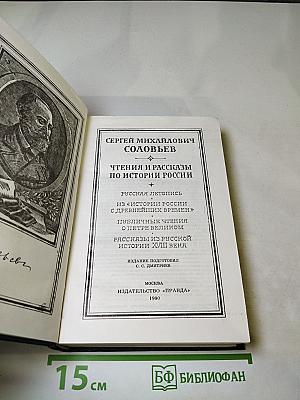 СЕРГЕЙ МИХАЙЛОВИЧ
СОЛОВЬЕВ
ЧТЕНИЯ И РАССКАЗЫ
ПО ИСТОРИИ РОССИИ
РУССКАЯ ЛЕТОПИСЬ
ИЗ «ИСТОРИИ РОССИИ
С ДРЕВНЕЙШИХ ВРЕМЕН»
ПУБЛИЧНЫЕ ЧТЕНИЯ
О ПЕТРЕ ВЕЛИКОМ
РАССКАЗЫ ИЗ РУССКОЙ
ИСТОРИИ XVIII ВЕКА
ИЗДАНИЕ ПОДГОТОВИЛ
С. С. ДМИТРИЕВ
МОСКВА
ИЗДАТЕЛЬСТВО «ПРАВДА»
15 см
БФ БИБЛИОФАН